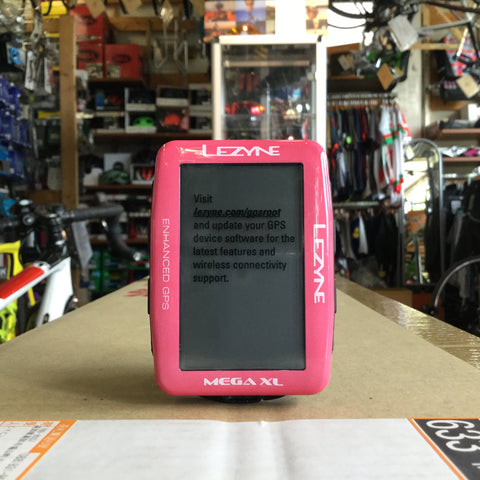 LEZYNE
Visit
lezyne.com/gpsroot
and update your GPS
device software for the
latest features and
wireless connectivity
support.
ENHANCED GPS
LEZYNE
MEGA XL
633